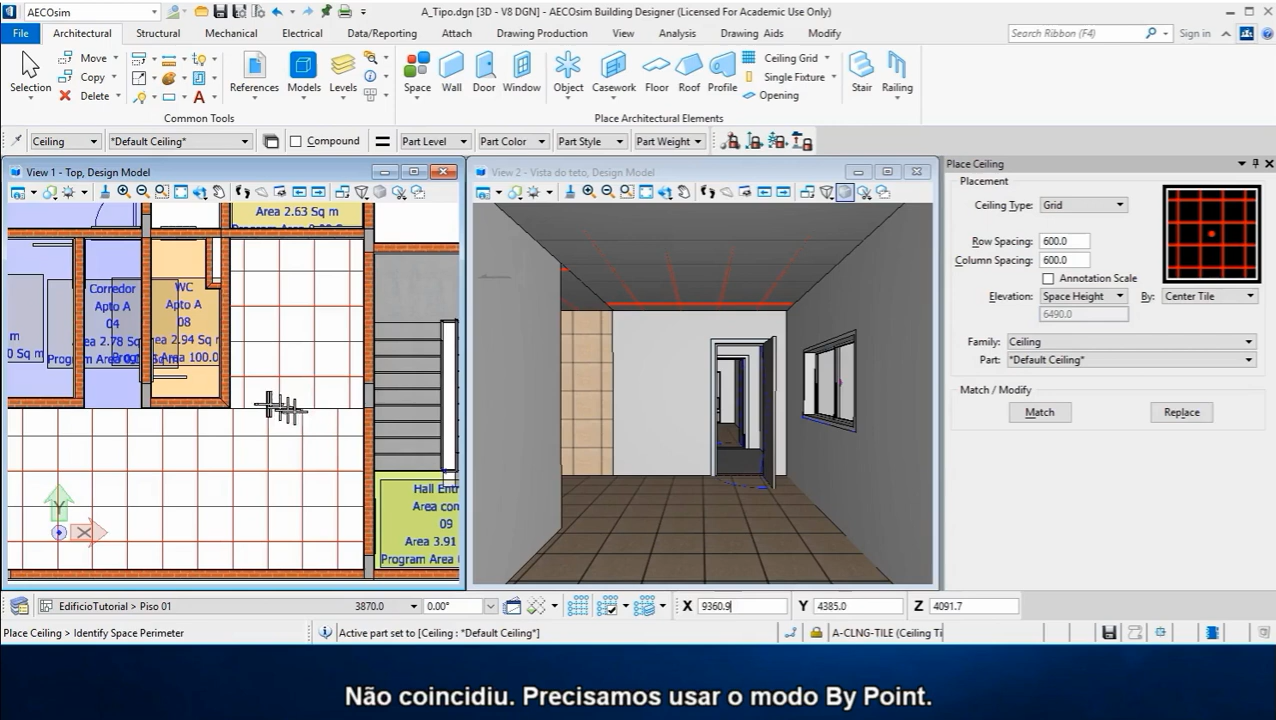 AECOsim
A_Tipo.dgn [3D - V8 DGN] - AECOsim Building Designer (Licensed For Academic Use Only)
File Architectural Structural Mechanical Electrical Data/Reporting Attach Drawing Production View Analysis Drawing Aids Modify Search Ribbon (F4) Sign in
Selection
Move
Copy
Delete
References Models Levels
Space Wall Door Window Object Casework Floor Roof Profile
Ceiling Grid
Single Fixture
Opening
Stair Railing
Common Tools Place Architectural Elements
Ceiling *Default Ceiling* Compound Part Level Part Color Part Style Part Weight
View 1 - Top, Design Model
View 2 - Vista do teto, Design Model
Area 2.63 Sq m
Corredor
Apto A
04
2.78 Sq
WC
Apto A
08
2.94 Sq m
Area 100.0
Hall Entr
Area con
09
Area 3.91
Program Area
Y
X
Place Ceiling
Placement
Ceiling Type: Grid
Row Spacing: 600.0
Column Spacing: 600.0
Annotation Scale
Elevation: Space Height By: Center Tile
6490.0
Family: Ceiling
Part: *Default Ceiling*
Match / Modify
Match Replace
EdificioTutorial > Piso 01 3870.0 0.00° X 9360.9 Y 4385.0 Z 4091.7
Place Ceiling > Identify Space Perimeter Active part set to [Ceiling : *Default Ceiling*] A-CLNG-TILE (Ceiling Ti
Não coincidiu. Precisamos usar o modo By Point.